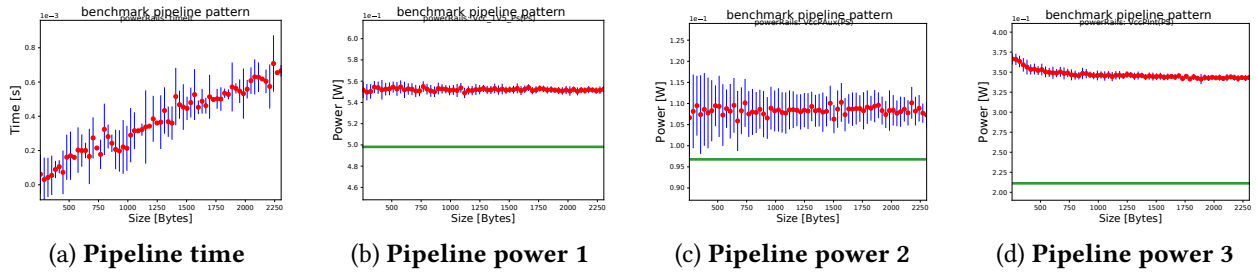 benchmark pipeline pattern
powerRails: timeit
1e−3
0.8
0.6
0.4
0.2
0.0
Time [s]
500 750 1000 1250 1500 1750 2000 2250
Size [Bytes]
(a) Pipeline time
benchmark pipeline pattern
1e−1
6.0
5.8
5.6
5.4
5.2
5.0
4.8
4.6
Power [W]
500 750 1000 1250 1500 1750 2000 2250
Size [Bytes]
(b) Pipeline power 1
benchmark pipeline pattern
powerRails: VccPAux(PS)
1e−1
1.25
1.20
1.15
1.10
1.05
1.00
0.95
0.90
Power [W]
500 750 1000 1250 1500 1750 2000 2250
Size [Bytes]
(c) Pipeline power 2
benchmark pipeline pattern
powerRails: VccPInt(PS)
1e−1
4.00
3.75
3.50
3.25
3.00
2.75
2.50
2.25
2.00
Power [W]
500 750 1000 1250 1500 1750 2000 2250
Size [Bytes]
(d) Pipeline power 3